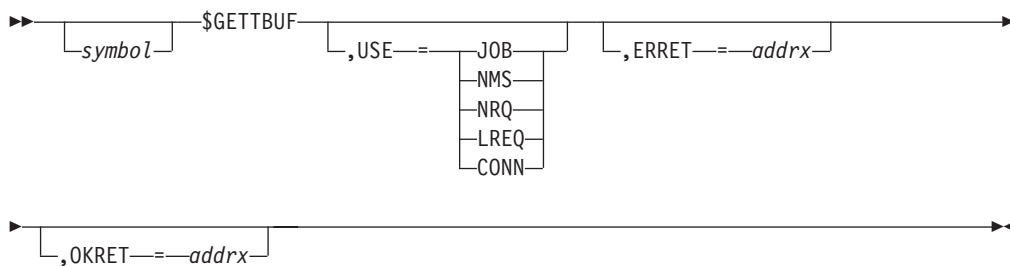 symbol $GETTBUF ,USE = JOB ,ERRET = addrx
NMS
NRQ
LREQ
CONN
,OKRET = addrx